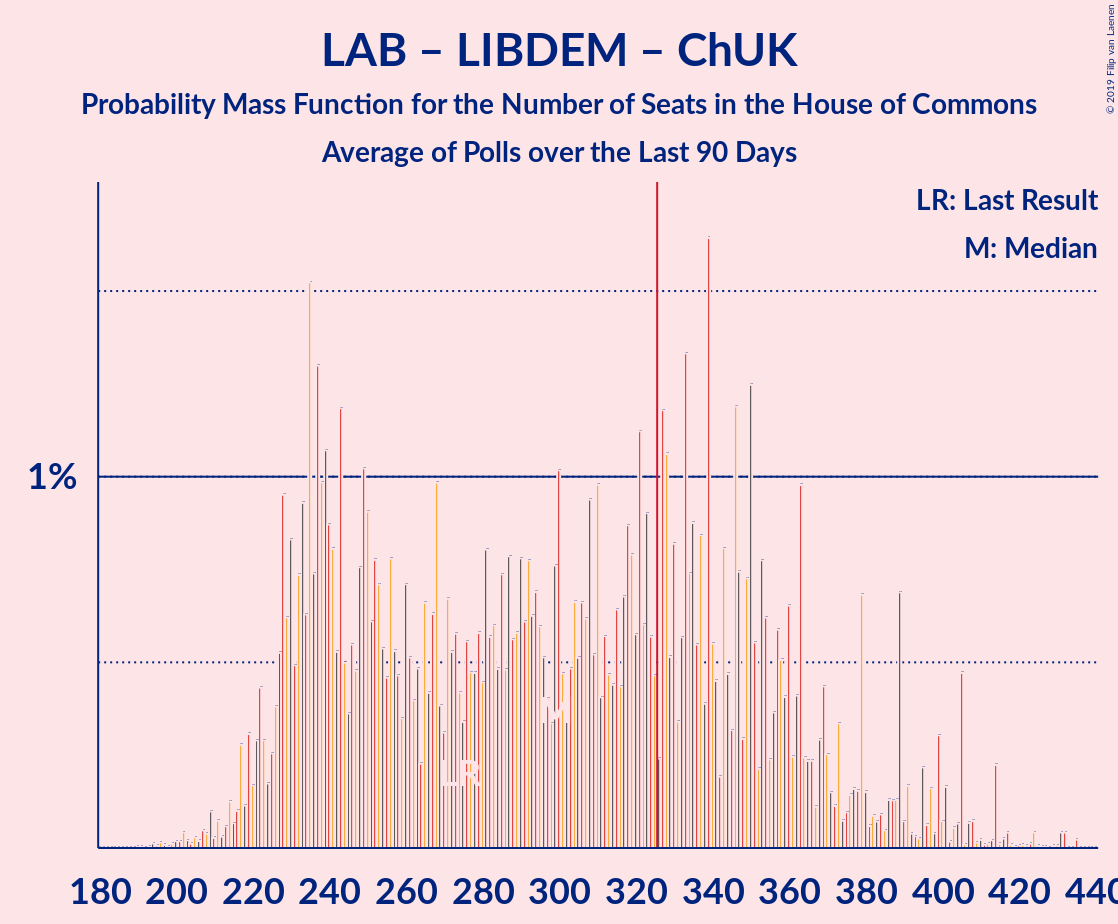 LAB – LIBDEM – ChUK
Probability Mass Function for the Number of Seats in the House of Commons
Average of Polls over the Last 90 Days
© 2019 Filip van Laenen
LR: Last Result
M: Median
1%
M
LR
180 200 220 240 260 280 300 320 340 360 380 400 420 440